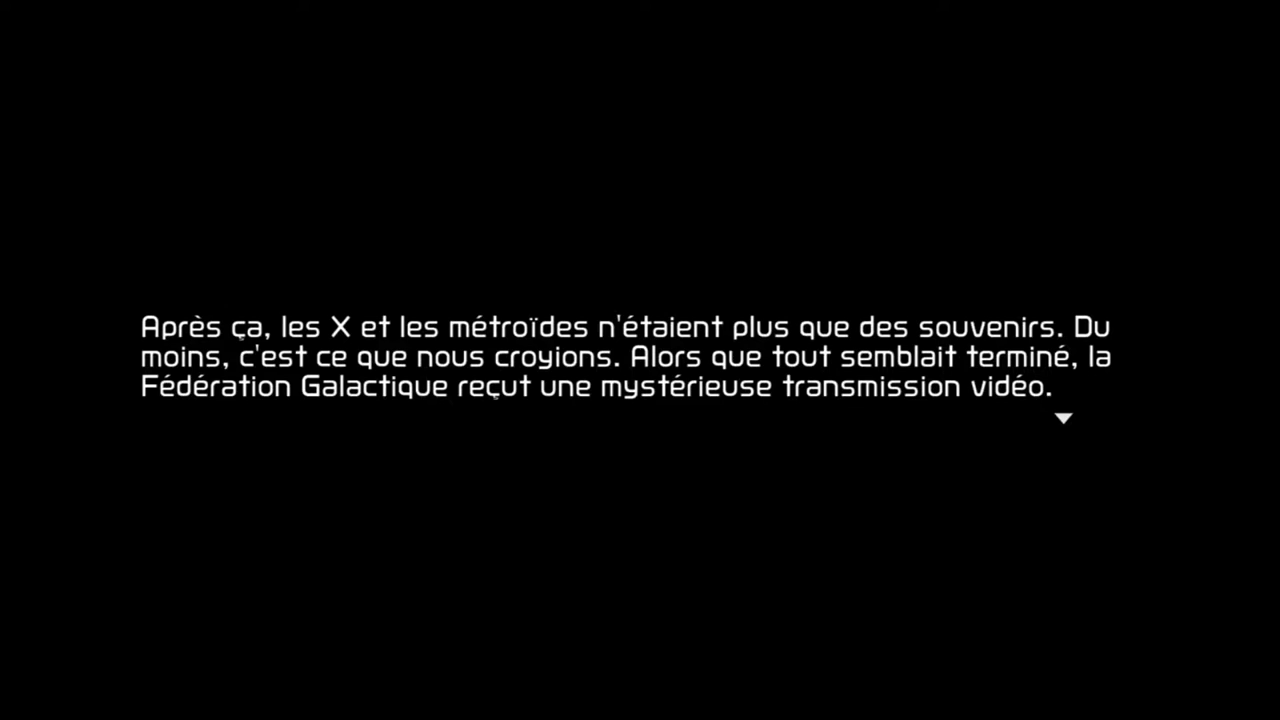 Après ça, les X et les métroïdes n'étaient plus que des souvenirs. Du
moins, c'est ce que nous croyions. Alors que tout semblait terminé, la
Fédération Galactique reçut une mystérieuse transmission vidéo.